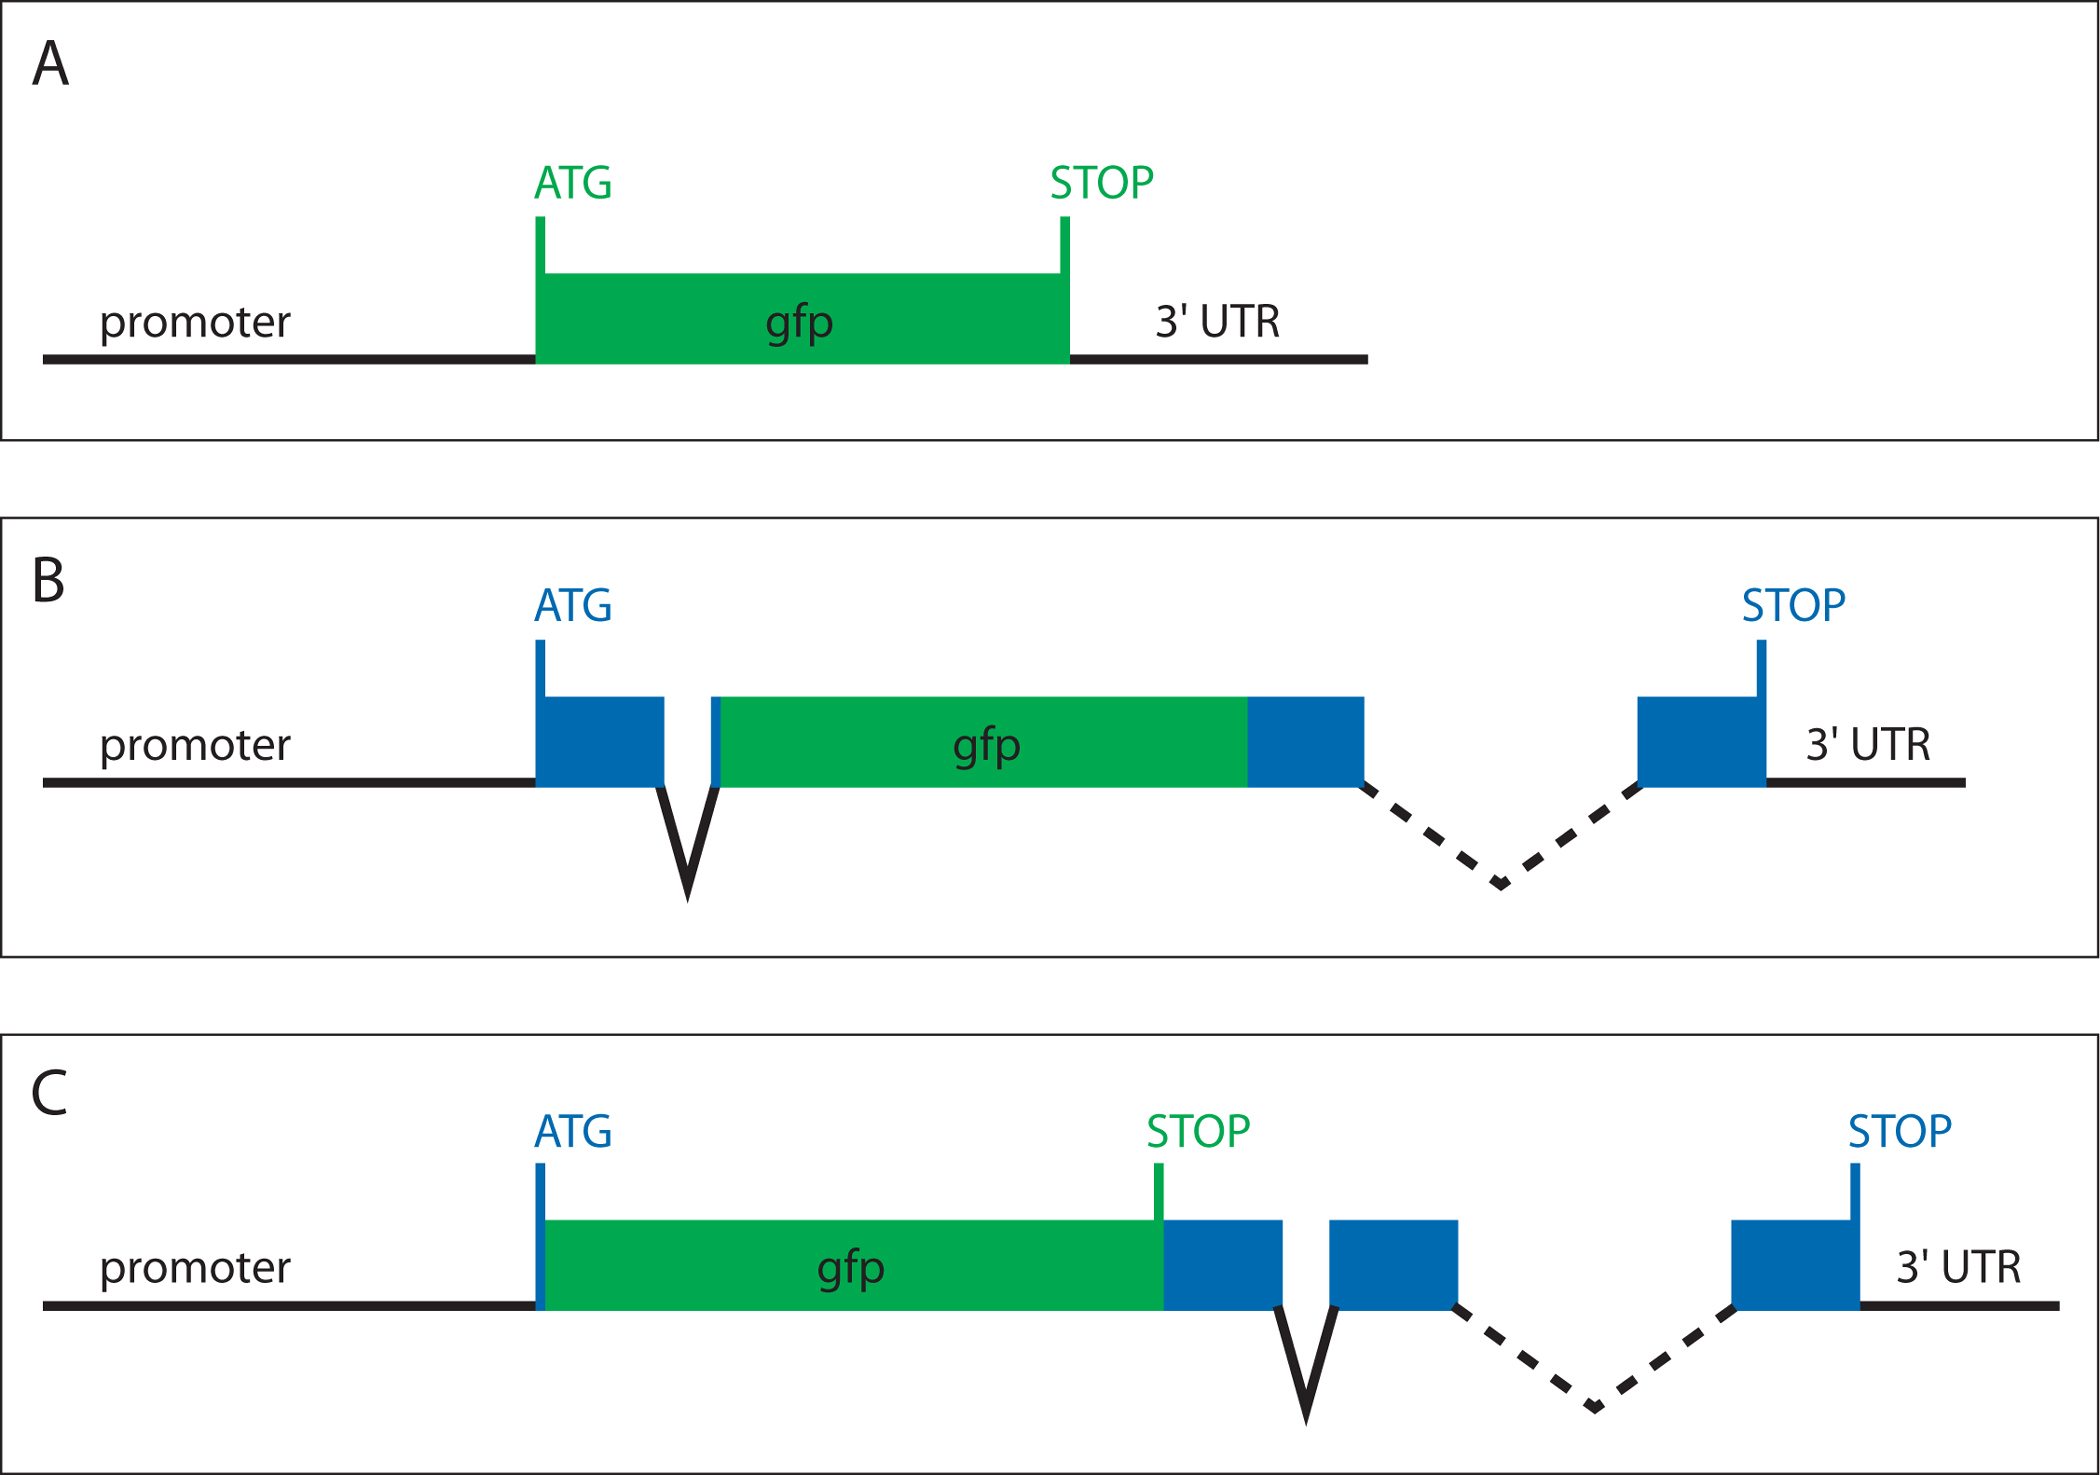 A
ATG STOP
promoter gfp 3' UTR
B
ATG STOP
promoter gfp 3' UTR
C
ATG STOP STOP
promoter gfp 3' UTR